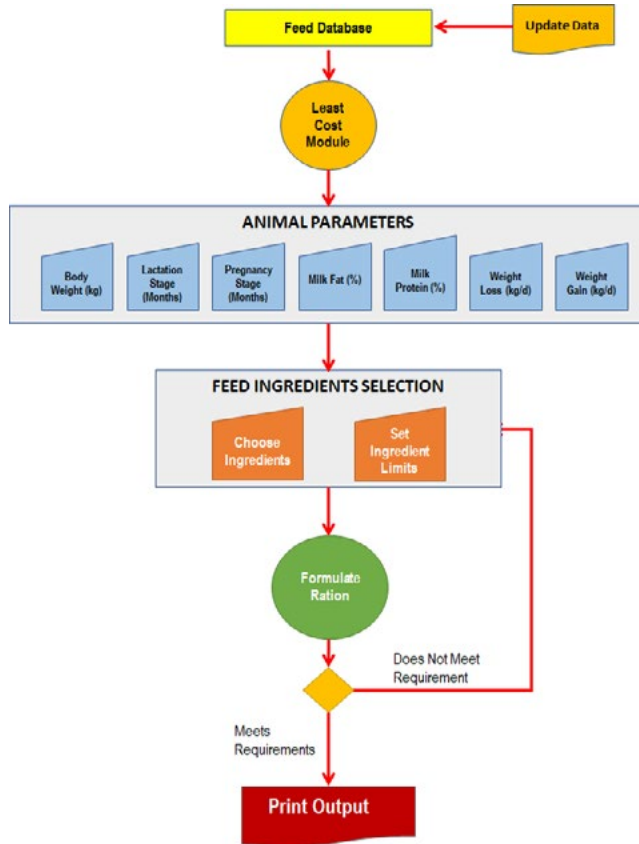 Feed Database
Update Data
Least
Cost
Module
ANIMAL PARAMETERS
Body
Weight (kg)
Lactation
Stage
(Months)
Pregnancy
Stage
(Months)
Milk Fat (%)
Milk
Protein (%)
Weight
Loss (kg/d)
Weight
Gain (kg/d)
FEED INGREDIENTS SELECTION
Choose
Ingredients
Set
Ingredient
Limits
Formulate
Ration
Does Not Meet
Requirement
Meets
Requirements
Print Output